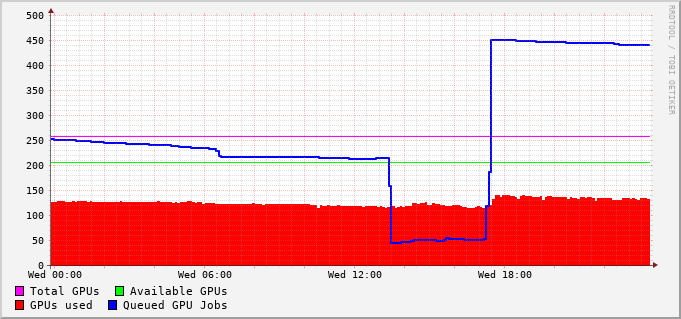 500
450
400
350
300
250
200
150
100
50
0
Wed 00:00 Wed 06:00 Wed 12:00 Wed 18:00
Total GPUs Available GPUs
GPUs used Queued GPU Jobs
RRDTOOL / TOBI OETIKER